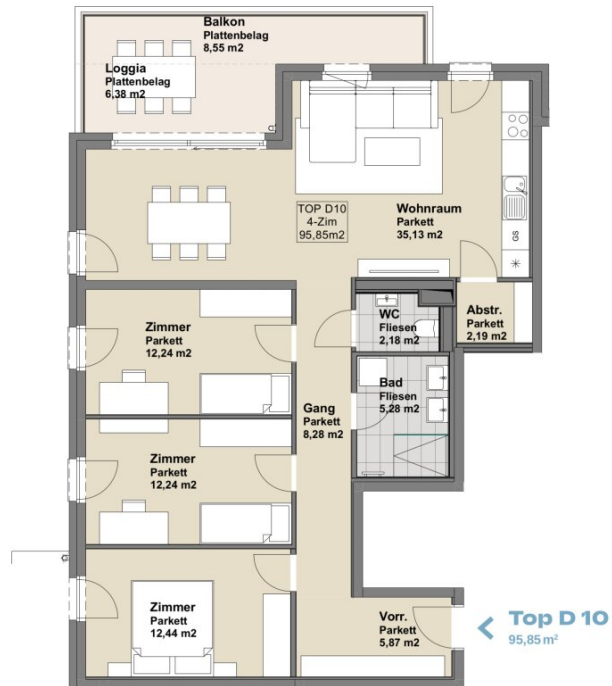 Balkon
Plattenbelag
8,55 m2
Loggia
Plattenbelag
6,38 m2
TOP D10
4-Zim
95,85m²
Wohnraum
Parkett
35,13 m2
GS
WC
Fliesen
2,18 m2
Abstr.
Parkett
2,19 m2
Zimmer
Parkett
12,24 m2
Bad
Fliesen
5,28 m2
Gang
Parkett
8,28 m2
Zimmer
Parkett
12,24 m2
Zimmer
Parkett
12,44 m2
Vorr.
Parkett
5,87 m2
Top D 10
95,85 m²